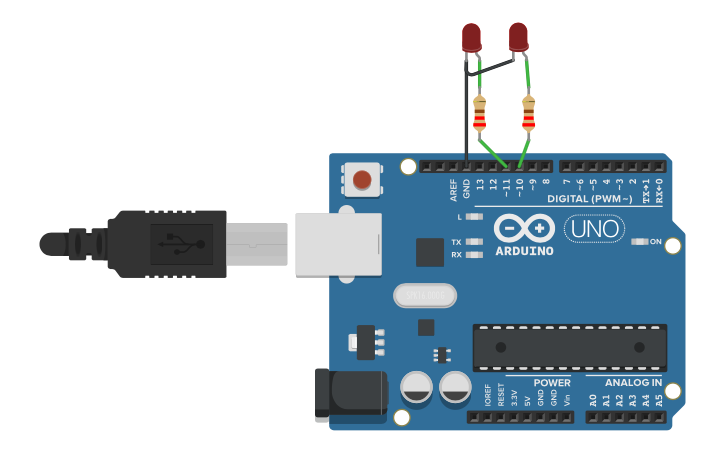 AREF
GND
13
12
~11
~10
~9
8
7
~6
~5
4
~3
2
TX→1
RX←0
DIGITAL (PWM~)
L
TX
RX
ARDUINO
UNO
ON
POWER
ANALOG IN
IOREF
RESET
3.3V
5V
GND
GND
Vin
A0
A1
A2
A3
A4
A5